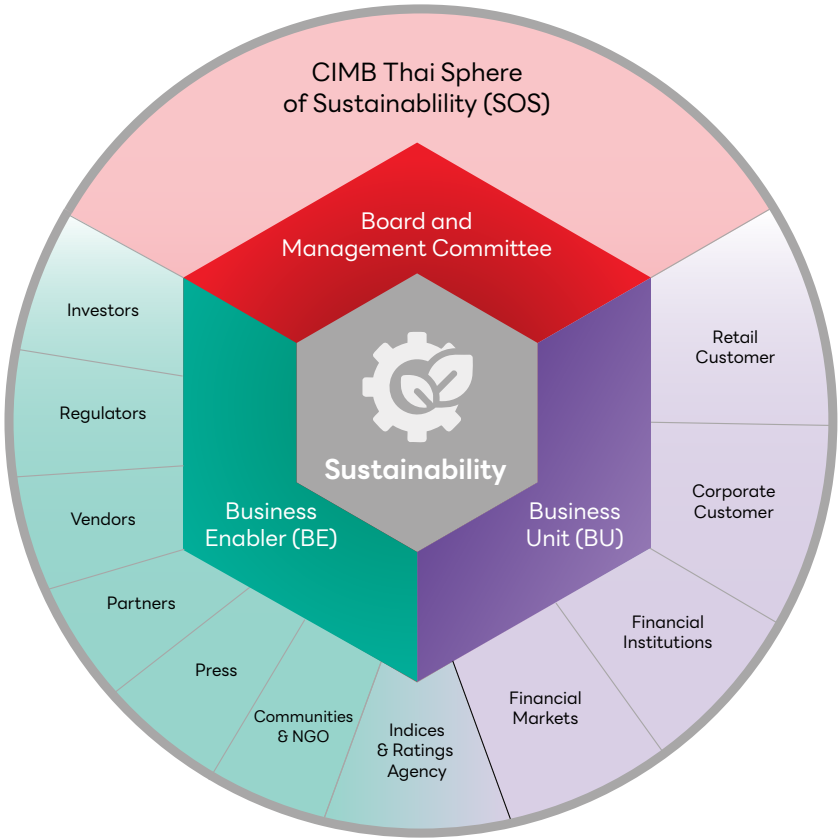 CIMB Thai Sphere
of Sustainablility (SOS)
Board and
Management Committee
Sustainability
Business
Enabler (BE)
Business
Unit (BU)
Investors
Regulators
Vendors
Partners
Press
Communities
& NGO
Indices
& Ratings
Agency
Financial
Markets
Financial
Institutions
Corporate
Customer
Retail
Customer